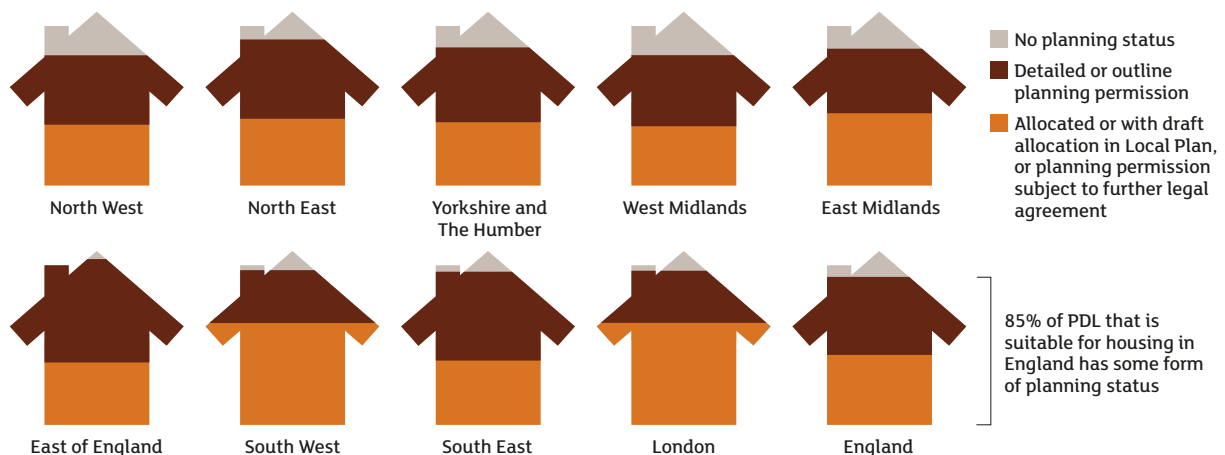 No planning status
Detailed or outline
planning permission
Allocated or with draft
allocation in Local Plan,
or planning permission
subject to further legal
agreement
North West
North East
Yorkshire and
The Humber
West Midlands
East Midlands
85% of PDL that is
suitable for housing in
England has some form
of planning status
East of England
South West
South East
London
England